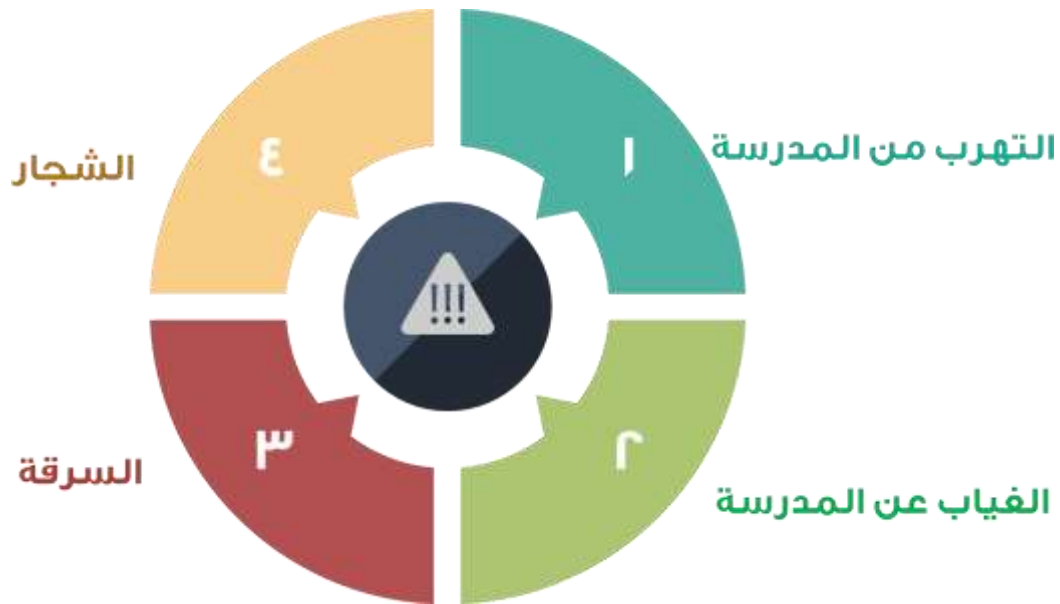 ١
التهرب من المدرسة
٢
الغياب عن المدرسة
٣
السرقة
٤
الشجار
!!!